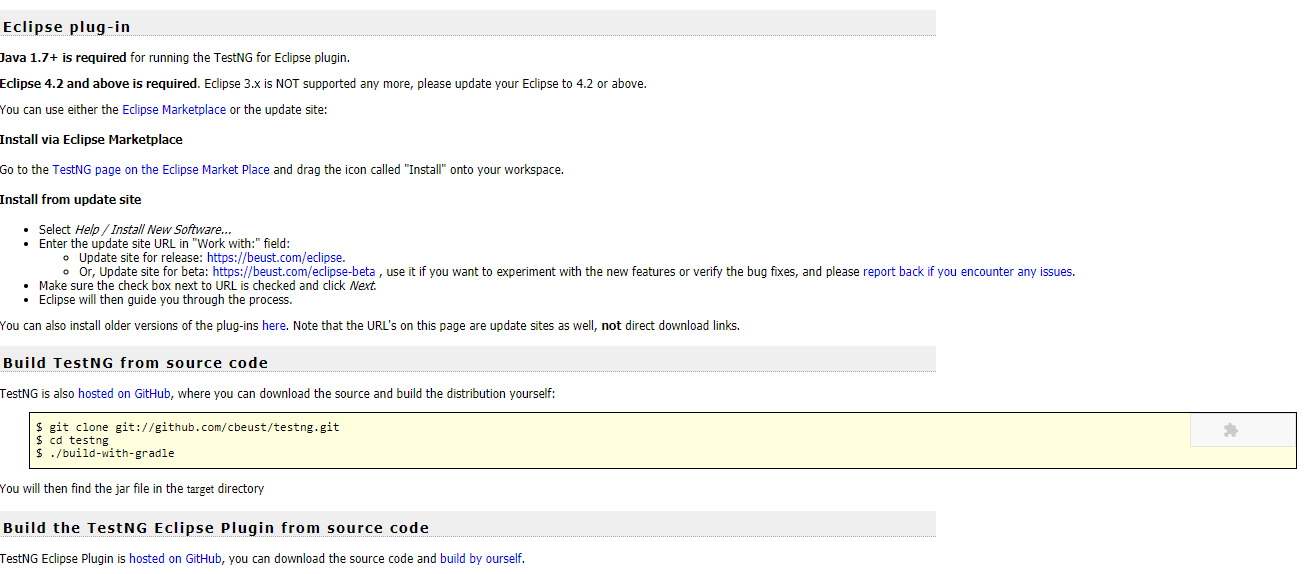 Eclipse plug-in
Java 1.7+ is required for running the TestNG for Eclipse plugin.
Eclipse 4.2 and above is required. Eclipse 3.x is NOT supported any more, please update your Eclipse to 4.2 or above.
You can use either the Eclipse Marketplace or the update site:
Install via Eclipse Marketplace
Go to the TestNG page on the Eclipse Market Place and drag the icon called "Install" onto your workspace.
Install from update site
• Select Help / Install New Software...
• Enter the update site URL in "Work with:" field:
○ Update site for release: https://beust.com/eclipse.
○ Or, Update site for beta: https://beust.com/eclipse-beta , use it if you want to experiment with the new features or verify the bug fixes, and please report back if you encounter any issues.
• Make sure the check box next to URL is checked and click Next.
• Eclipse will then guide you through the process.
You can also install older versions of the plug-ins here. Note that the URL's on this page are update sites as well, not direct download links.
Build TestNG from source code
TestNG is also hosted on GitHub, where you can download the source and build the distribution yourself:
$ git clone git://github.com/cbeust/testng.git
$ cd testng
$ ./build-with-gradle
You will then find the jar file in the target directory
Build the TestNG Eclipse Plugin from source code
TestNG Eclipse Plugin is hosted on GitHub, you can download the source code and build by ourself.